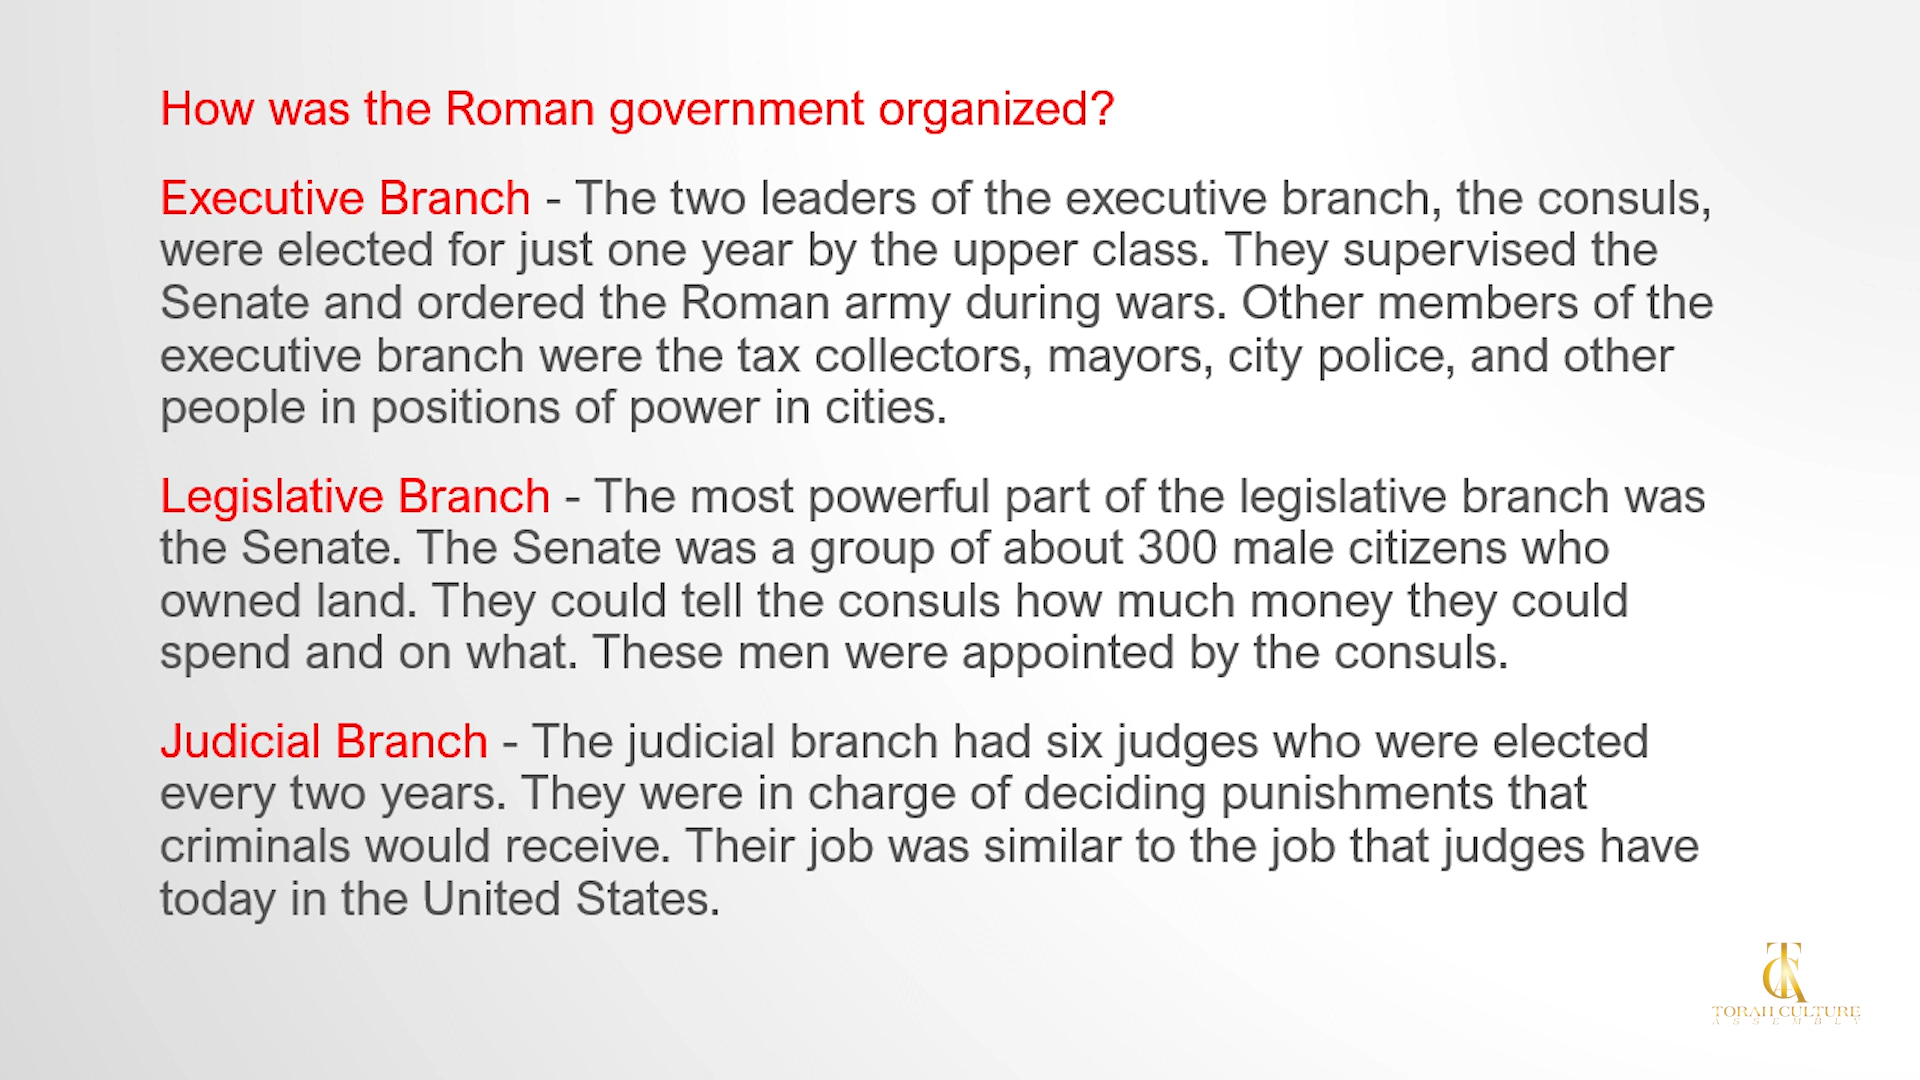 How was the Roman government organized?
Executive Branch - The two leaders of the executive branch, the consuls,
were elected for just one year by the upper class. They supervised the
Senate and ordered the Roman army during wars. Other members of the
executive branch were the tax collectors, mayors, city police, and other
people in positions of power in cities.
Legislative Branch - The most powerful part of the legislative branch was
the Senate. The Senate was a group of about 300 male citizens who
owned land. They could tell the consuls how much money they could
spend and on what. These men were appointed by the consuls.
Judicial Branch - The judicial branch had six judges who were elected
every two years. They were in charge of deciding punishments that
criminals would receive. Their job was similar to the job that judges have
today in the United States.
TCA
TORAH CULTURE
ASSEMBLY